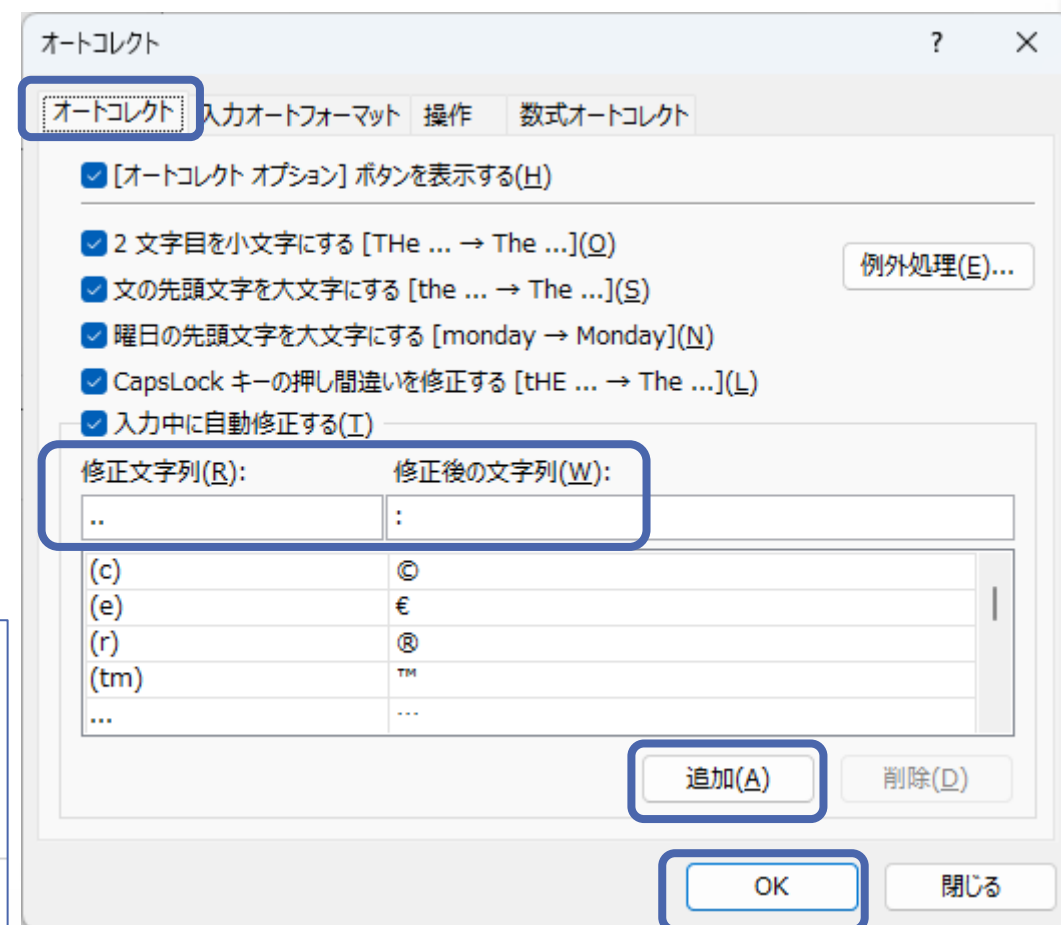 オートコレクト ?
オートコレクト 入力オートフォーマット 操作 数式オートコレクト
[オートコレクト オプション] ボタンを表示する(H)
2 文字目を小文字にする [THe ... → The ...](O)
例外処理(E)...
文の先頭文字を大文字にする [the ... → The ...](S)
曜日の先頭文字を大文字にする [monday → Monday](N)
CapsLock キーの押し間違いを修正する [tHE ... → The ...](L)
入力中に自動修正する(T)
修正文字列(R): 修正後の文字列(W):
.. :
(c) ©
(e) €
(r) ®
(tm) ™
... …
追加(A) 削除(D)
OK 閉じる